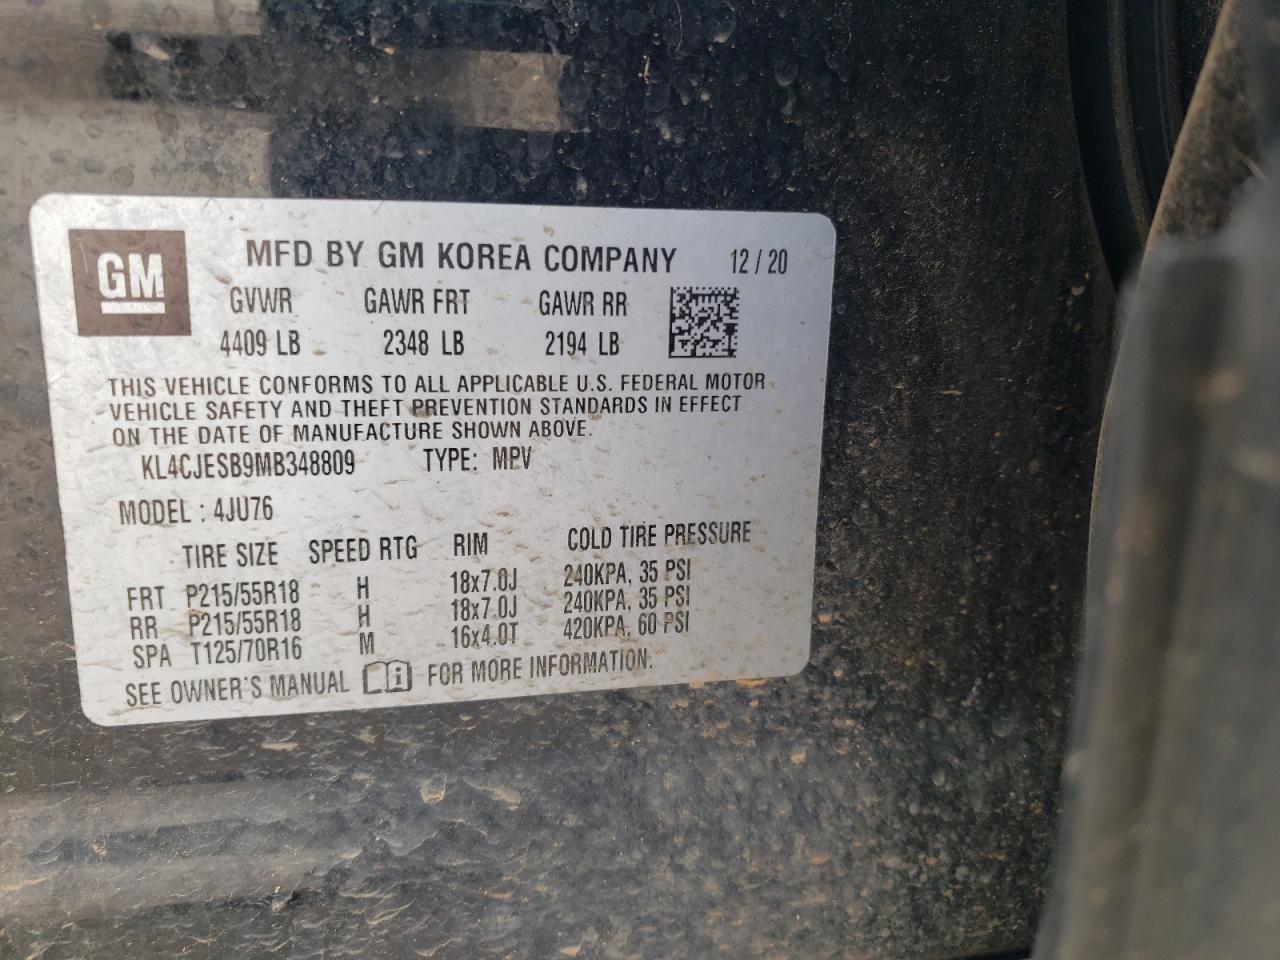 GM
MFD BY GM KOREA COMPANY 12/20
GVWR GAWR FRT GAWR RR
4409 LB 2348 LB 2194 LB
THIS VEHICLE CONFORMS TO ALL APPLICABLE U.S. FEDERAL MOTOR
VEHICLE SAFETY AND THEFT PREVENTION STANDARDS IN EFFECT
ON THE DATE OF MANUFACTURE SHOWN ABOVE.
KL4CJESB9MB348809 TYPE: MPV
MODEL : 4JU76
TIRE SIZE SPEED RTG RIM COLD TIRE PRESSURE
FRT P215/55R18 H 18x7.0J 240KPA, 35 PSI
RR P215/55R18 H 18x7.0J 240KPA, 35 PSI
SPA T125/70R16 M 16x4.0T 420KPA, 60 PSI
SEE OWNER'S MANUAL FOR MORE INFORMATION.